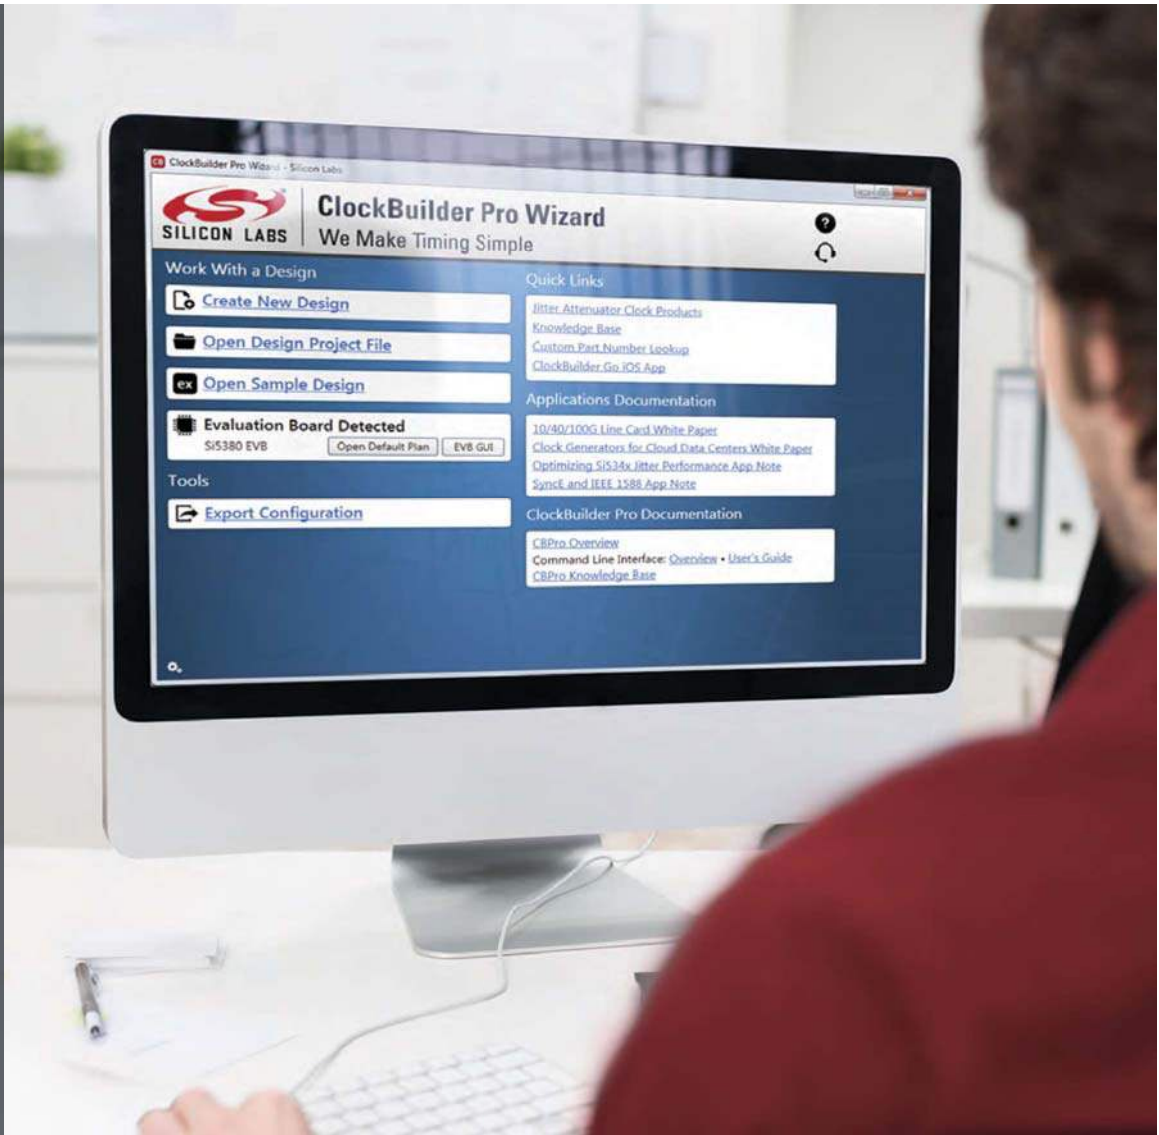 ClockBuilder Pro Wizard - Silicon Labs
SILICON LABS
ClockBuilder Pro Wizard
We Make Timing Simple
?
Work With a Design
Create New Design
Open Design Project File
ex Open Sample Design
Evaluation Board Detected
Si5380 EVB Open Default Plan EVB GUI
Tools
Export Configuration
Quick Links
Jitter Attenuator Clock Products
Knowledge Base
Custom Part Number Lookup
ClockBuilder Go iOS App
Applications Documentation
10/40/100G Line Card White Paper
Clock Generators for Cloud Data Centers White Paper
Optimizing Si534x Jitter Performance App Note
SyncE and IEEE 1588 App Note
ClockBuilder Pro Documentation
CBPro Overview
Command Line Interface: Overview • User's Guide
CBPro Knowledge Base